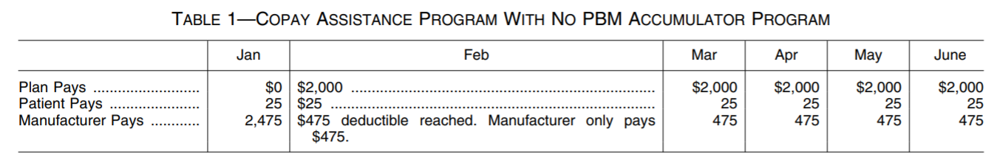 TABLE 1—COPAY ASSISTANCE PROGRAM WITH NO PBM ACCUMULATOR PROGRAM
Jan Feb Mar Apr May June
Plan Pays .......................... $0 $2,000 .................................................................................. $2,000 $2,000 $2,000 $2,000
Patient Pays ...................... 25 $25 ....................................................................................... 25 25 25 25
Manufacturer Pays ............ 2,475 $475 deductible reached. Manufacturer only pays 475 475 475 475
$475.